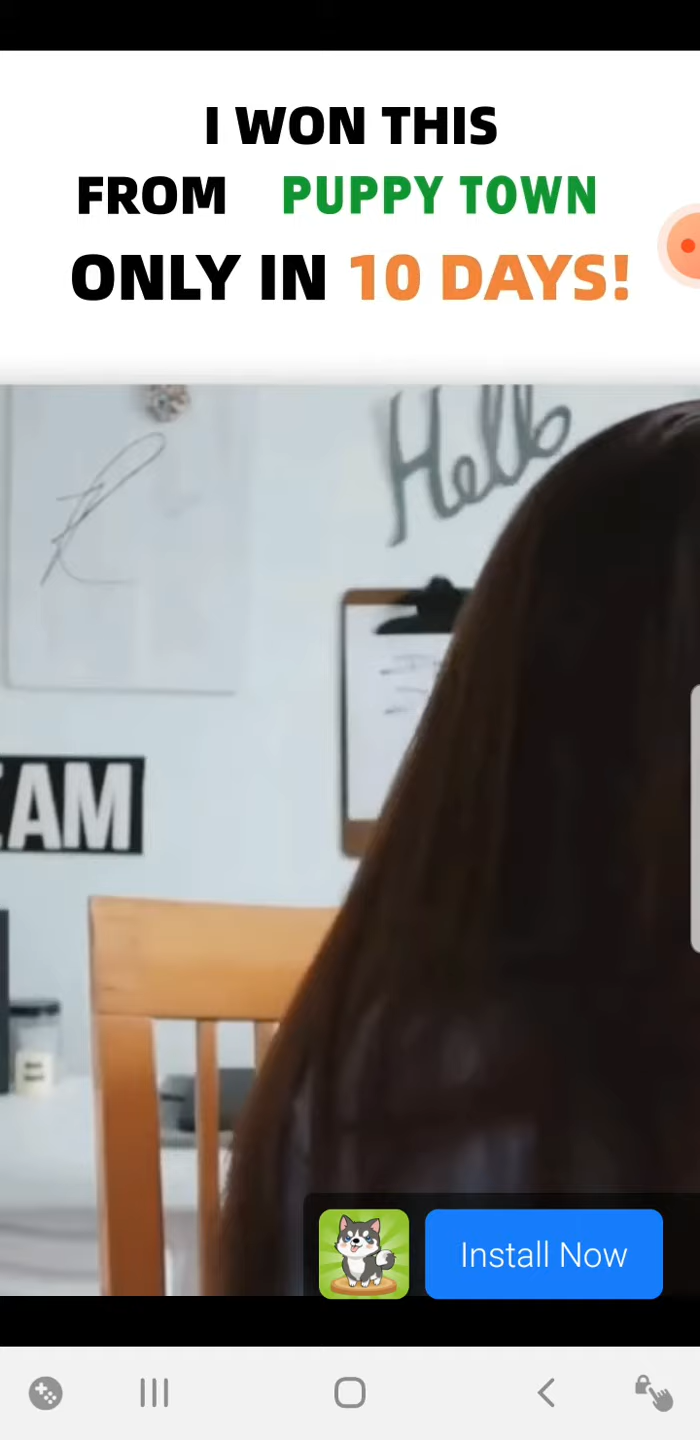 I WON THIS
FROM PUPPY TOWN
ONLY IN 10 DAYS!
Hello
AM
Install Now